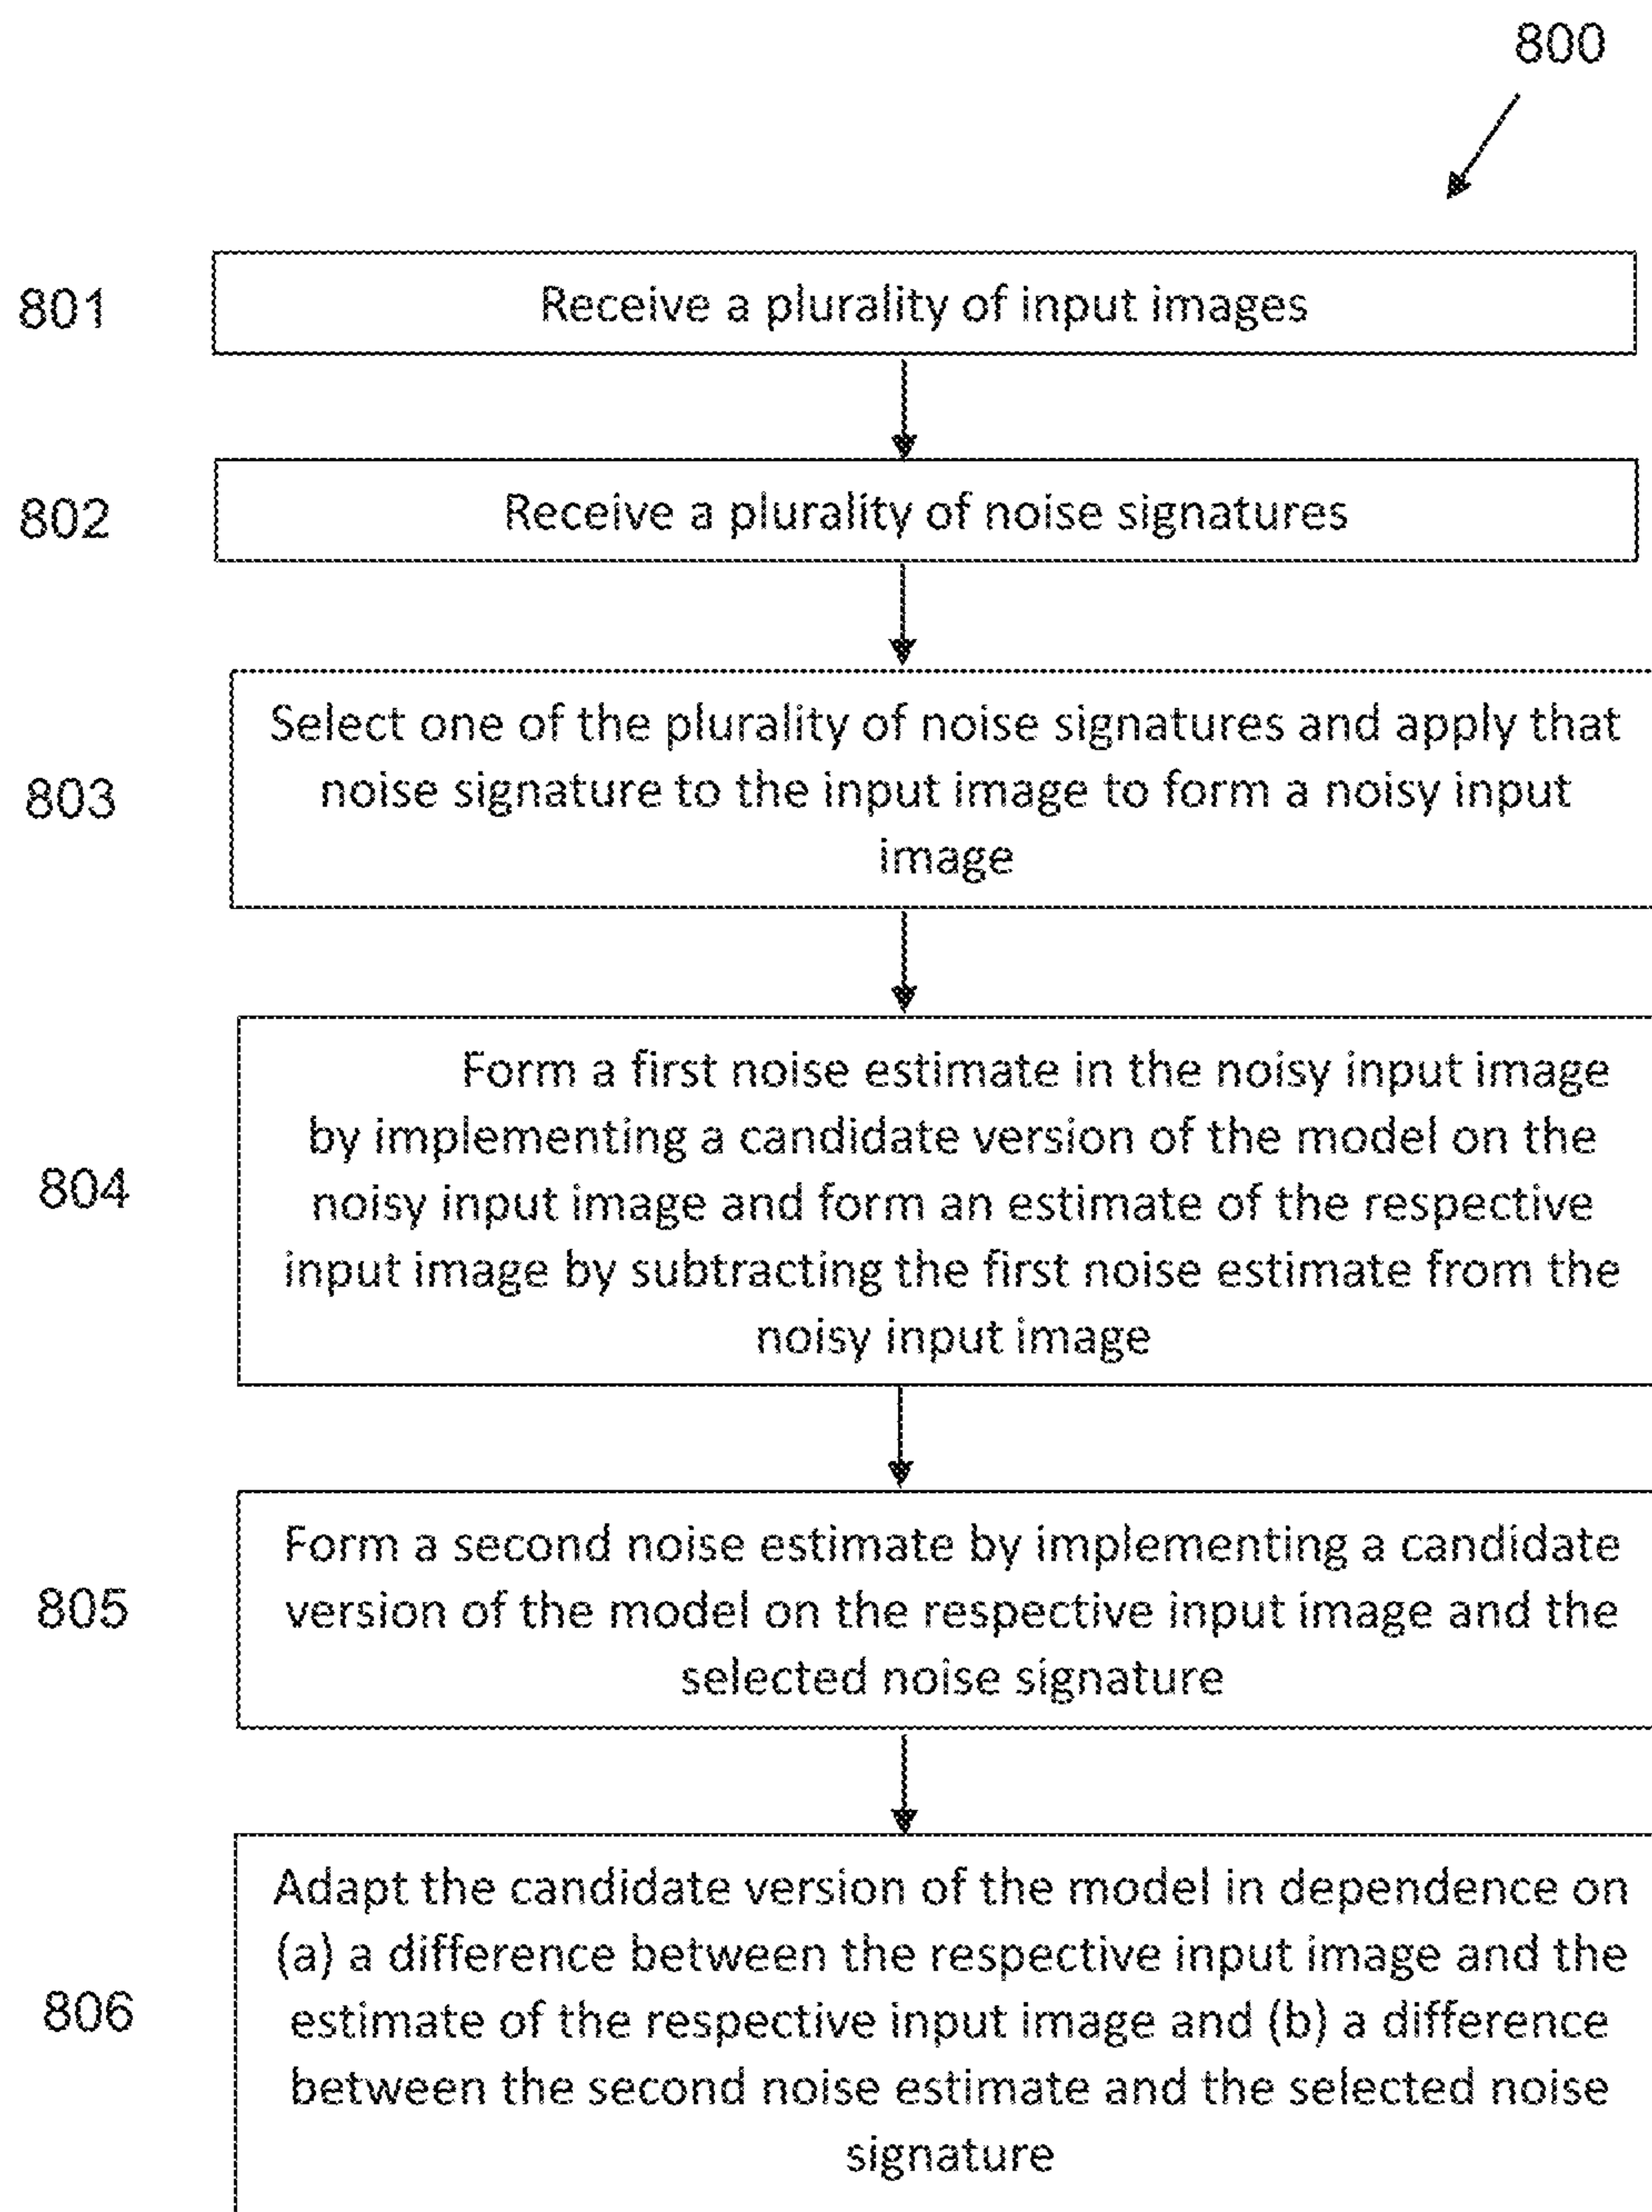 800
801
Receive a plurality of input images
802
Receive a plurality of noise signatures
803
Select one of the plurality of noise signatures and apply that
noise signature to the input image to form a noisy input
image
804
Form a first noise estimate in the noisy input image
by implementing a candidate version of the model on the
noisy input image and form an estimate of the respective
input image by subtracting the first noise estimate from the
noisy input image
805
Form a second noise estimate by implementing a candidate
version of the model on the respective input image and the
selected noise signature
806
Adapt the candidate version of the model in dependence on
(a) a difference between the respective input image and the
estimate of the respective input image and (b) a difference
between the second noise estimate and the selected noise
signature